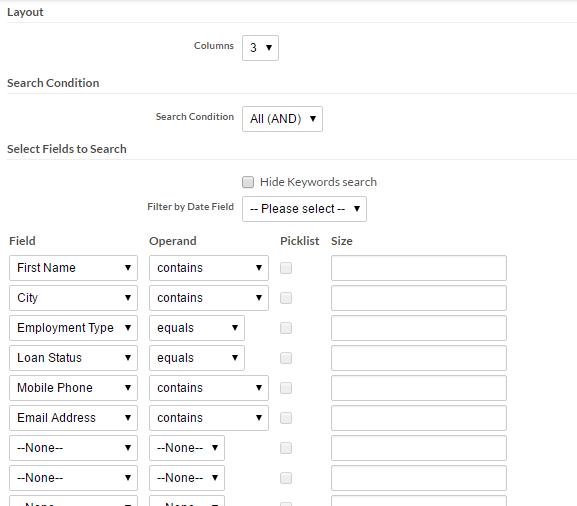 Layout
Columns 3
Search Condition
Search Condition All (AND)
Select Fields to Search
Hide Keywords search
Filter by Date Field -- Please select --
Field Operand Picklist Size
First Name contains
City contains
Employment Type equals
Loan Status equals
Mobile Phone contains
Email Address contains
--None-- --None--
--None-- --None--
--None-- --None--